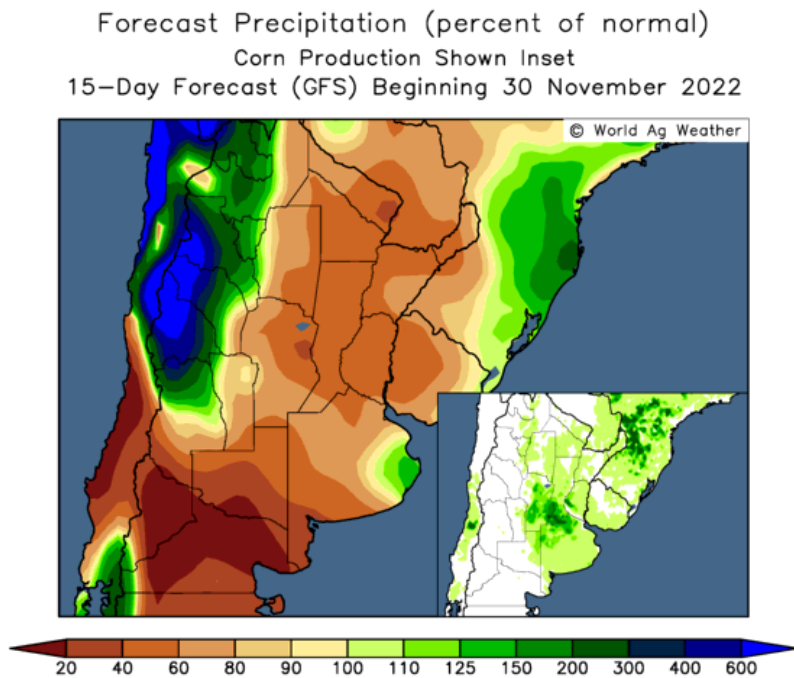 Forecast Precipitation (percent of normal)
Corn Production Shown Inset
15-Day Forecast (GFS) Beginning 30 November 2022
© World Ag Weather
20 40 60 80 90 100 110 125 150 200 300 400 600